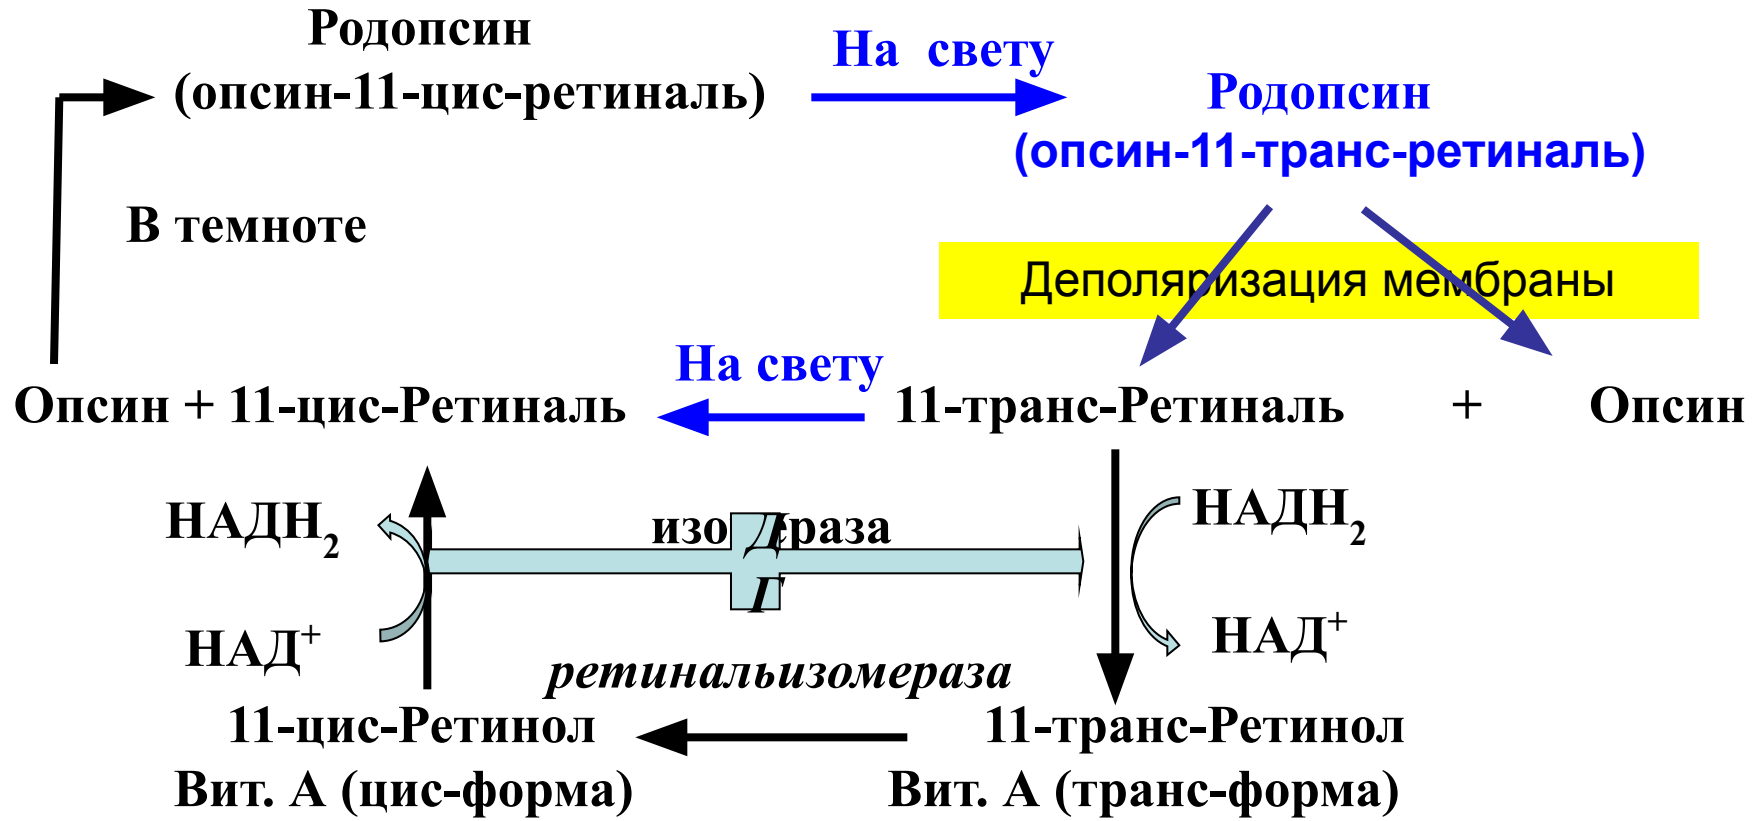 Родопсин
(опсин-11-цис-ретиналь)
На свету
Родопсин
(опсин-11-транс-ретиналь)
В темноте
Деполяризация мембраны
На свету
Опсин + 11-цис-Ретиналь
11-транс-Ретиналь + Опсин
НАДН₂
НАДН₂
НАД⁺
НАД⁺
ретинальизомераза
11-цис-Ретинол
11-транс-Ретинол
Вит. А (цис-форма)
Вит. А (транс-форма)